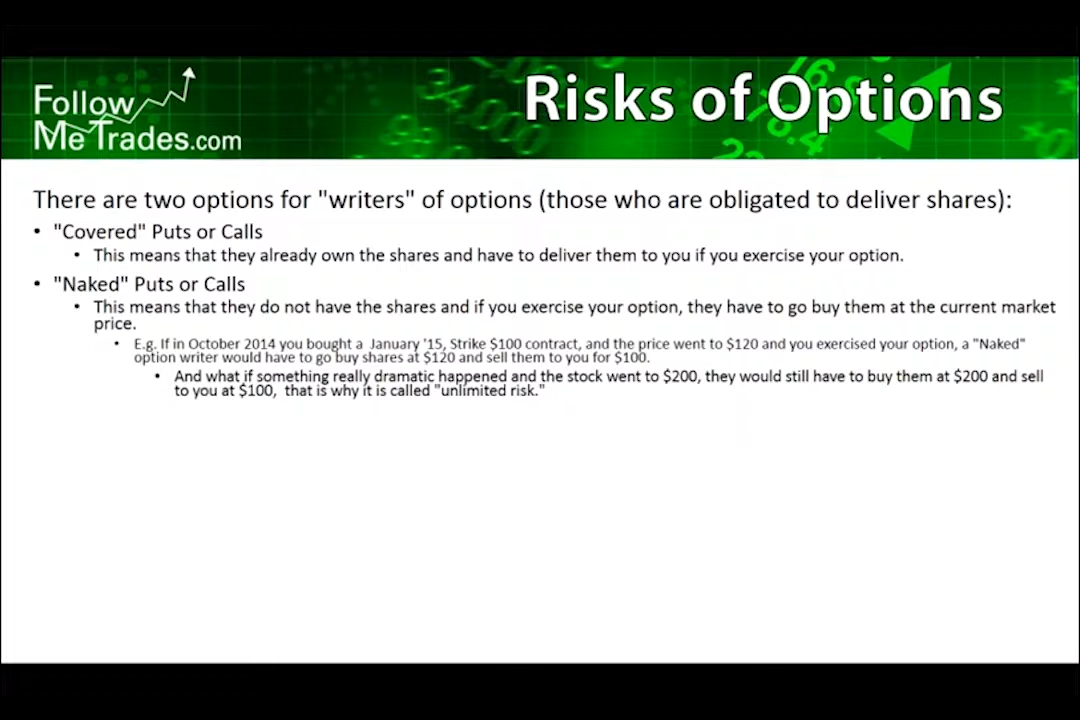 Follow
Me Trades.com
Risks of Options
There are two options for "writers" of options (those who are obligated to deliver shares):
• "Covered" Puts or Calls
• This means that they already own the shares and have to deliver them to you if you exercise your option.
• "Naked" Puts or Calls
• This means that they do not have the shares and if you exercise your option, they have to go buy them at the current market
price.
• E.g. If in October 2014 you bought a January '15, Strike $100 contract, and the price went to $120 and you exercised your option, a "Naked"
option writer would have to go buy shares at $120 and sell them to you for $100.
• And what if something really dramatic happened and the stock went to $200, they would still have to buy them at $200 and sell
to you at $100, that is why it is called "unlimited risk."